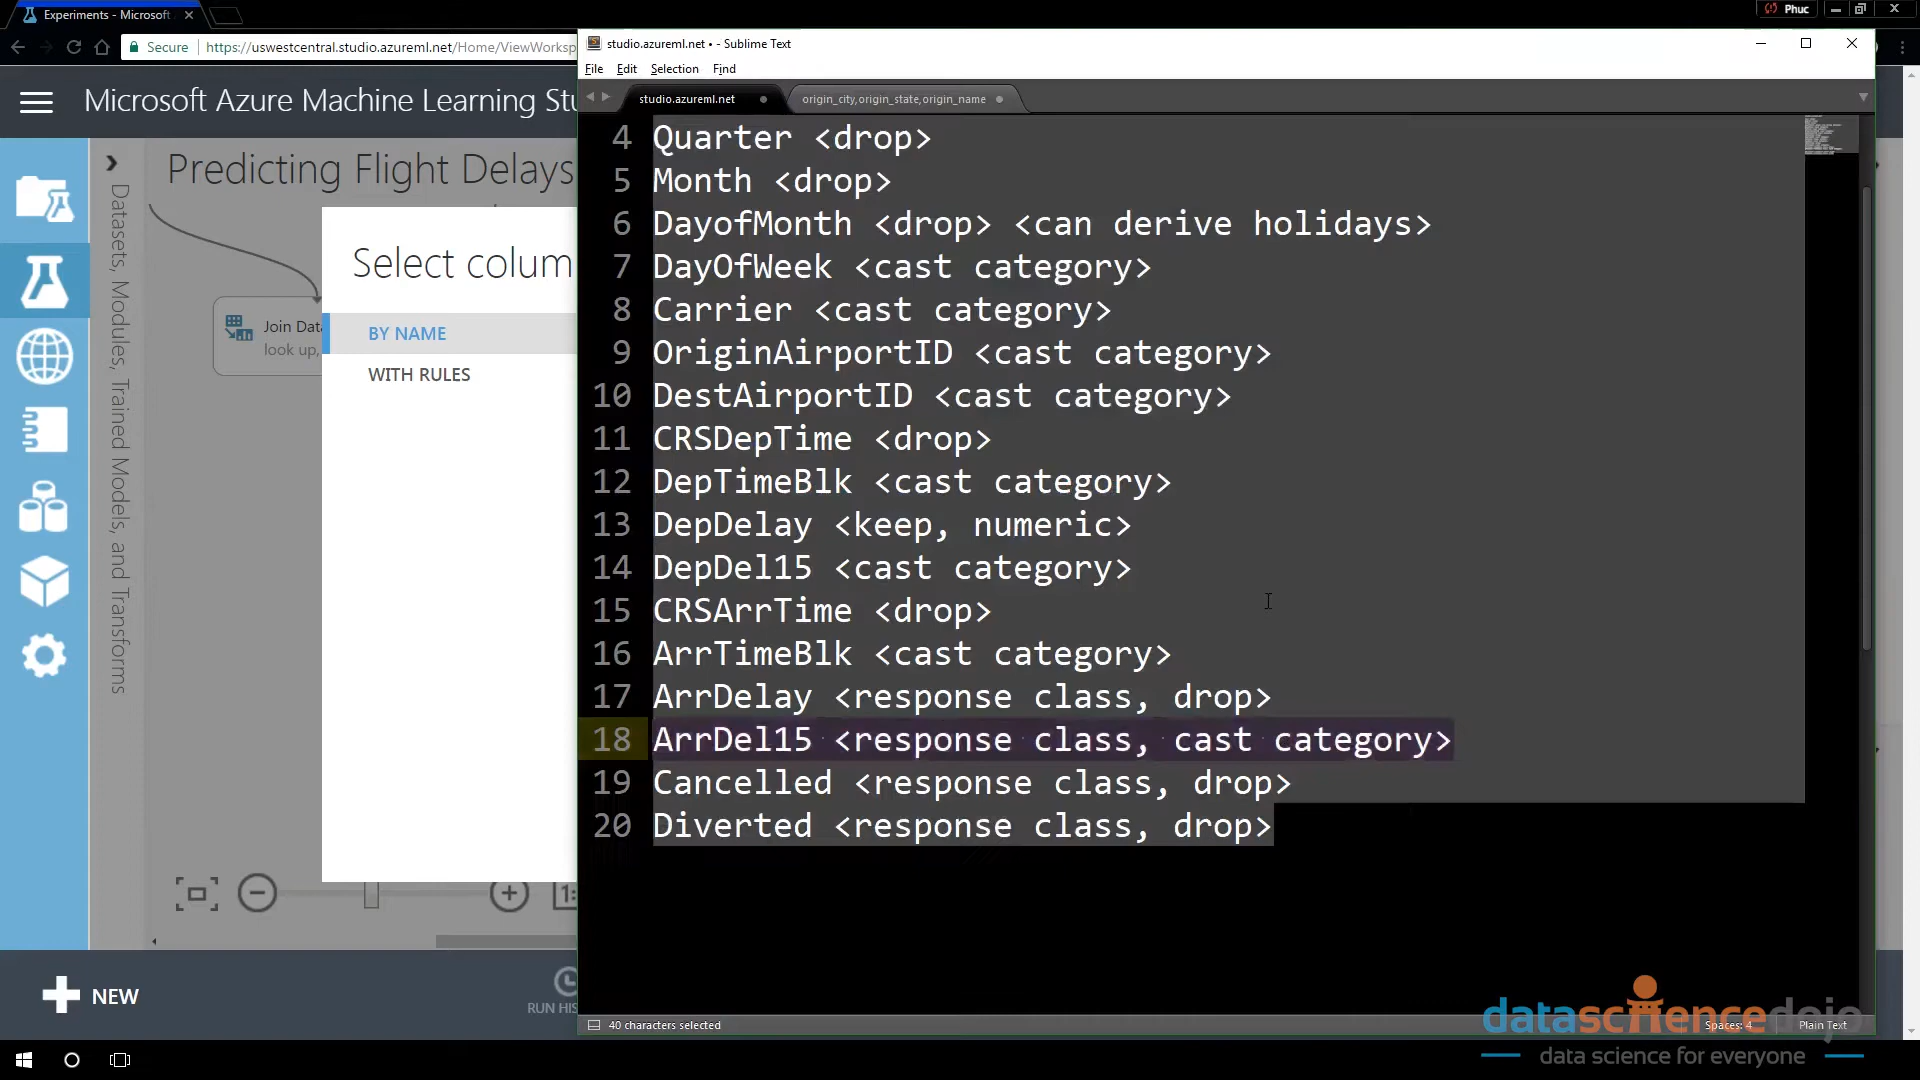 Experiments - Microsoft
Phuc
Secure
https://uswestcentral.studio.azureml.net/Home/ViewWorksp
studio.azureml.net • - Sublime Text
File Edit Selection Find
studio.azureml.net
origin_city,origin_state,origin_name
Microsoft Azure Machine Learning Stu
Predicting Flight Delays
Datasets, Modules, Trained Models, and Transforms
Join Data
look up,
Select colum
BY NAME
WITH RULES
4 Quarter <drop>
5 Month <drop>
6 DayofMonth <drop> <can derive holidays>
7 DayOfWeek <cast category>
8 Carrier <cast category>
9 OriginAirportID <cast category>
10 DestAirportID <cast category>
11 CRSDepTime <drop>
12 DepTimeBlk <cast category>
13 DepDelay <keep, numeric>
14 DepDel15 <cast category>
15 CRSArrTime <drop>
16 ArrTimeBlk <cast category>
17 ArrDelay <response class, drop>
18 ArrDel15 <response class, cast category>
19 Cancelled <response class, drop>
20 Diverted <response class, drop>
1:
NEW
RUN HIS
40 characters selected
Spaces: 4
Plain Text
datasciencedojo
data science for everyone